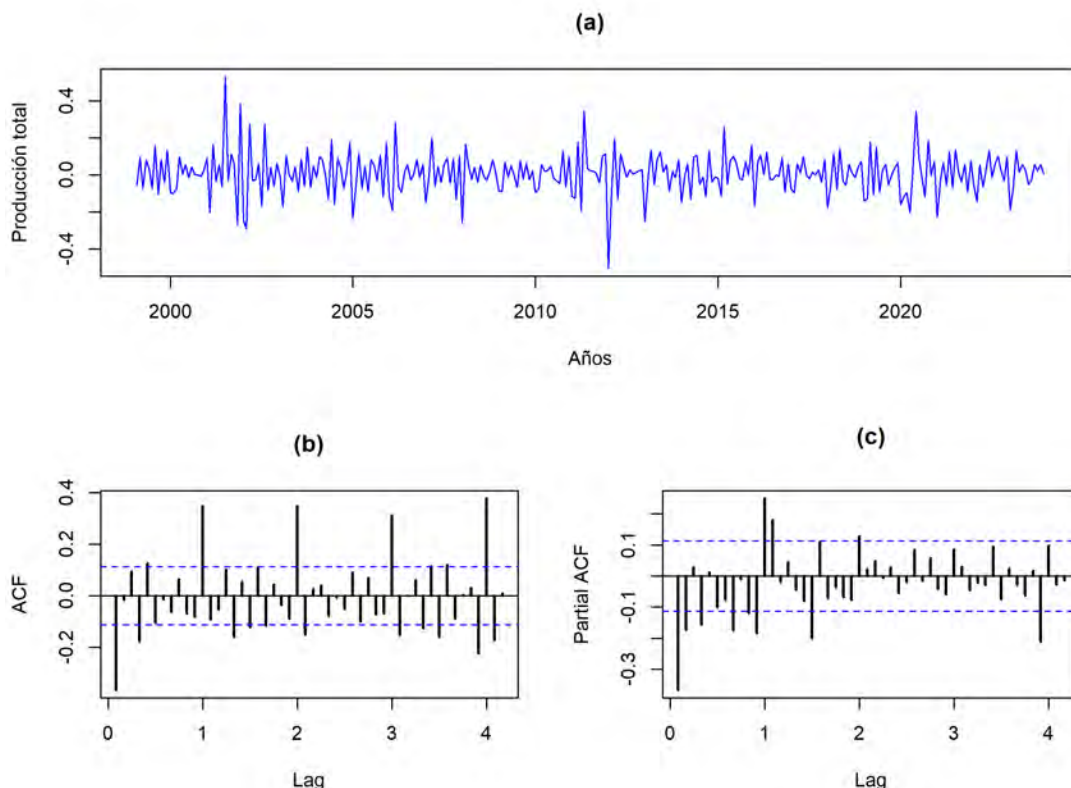 (a)
Producción total
0.4
0.0
-0.4
2000 2005 2010 2015 2020
Años
(b)
ACF
0.4
0.2
0.0
-0.2
0 1 2 3 4
Lag
(c)
Partial ACF
0.1
-0.1
-0.3
0 1 2 3 4
Lag